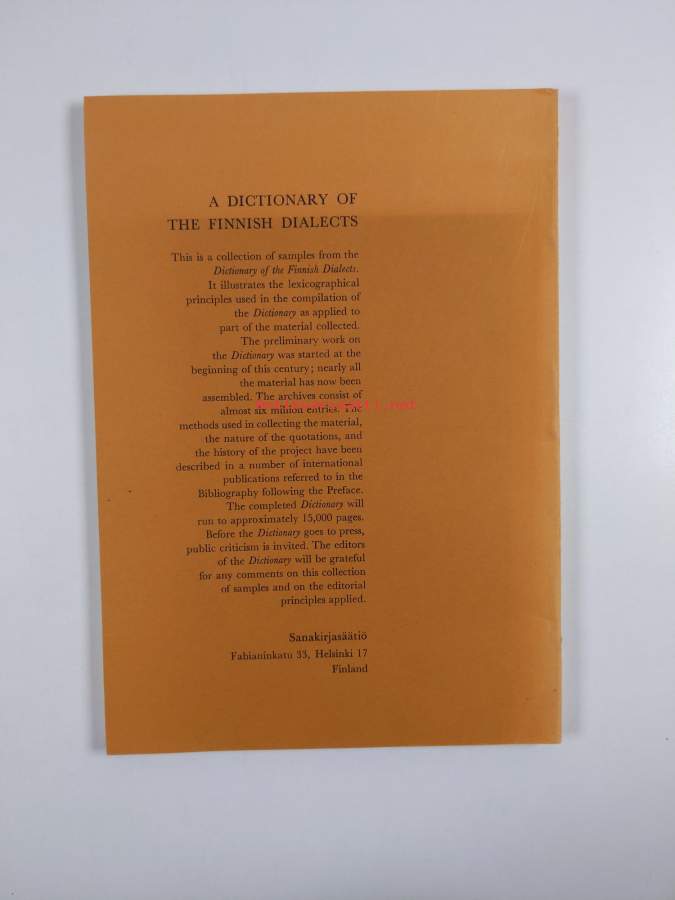 A DICTIONARY OF
THE FINNISH DIALECTS
This is a collection of samples from the
Dictionary of the Finnish Dialects.
It illustrates the lexicographical
principles used in the compilation of
the Dictionary as applied to
part of the material collected.
The preliminary work on
the Dictionary was started at the
beginning of this century; nearly all
the material has now been
assembled. The archives consist of
almost six million entries. The
methods used in collecting the material,
the nature of the quotations, and
the history of the project have been
described in a number of international
publications referred to in the
Bibliography following the Preface.
The completed Dictionary will
run to approximately 15,000 pages.
Before the Dictionary goes to press,
public criticism is invited. The editors
of the Dictionary will be grateful
for any comments on this collection
of samples and on the editorial
principles applied.
Sanakirjasäätiö
Fabianinkatu 33, Helsinki 17
Finland